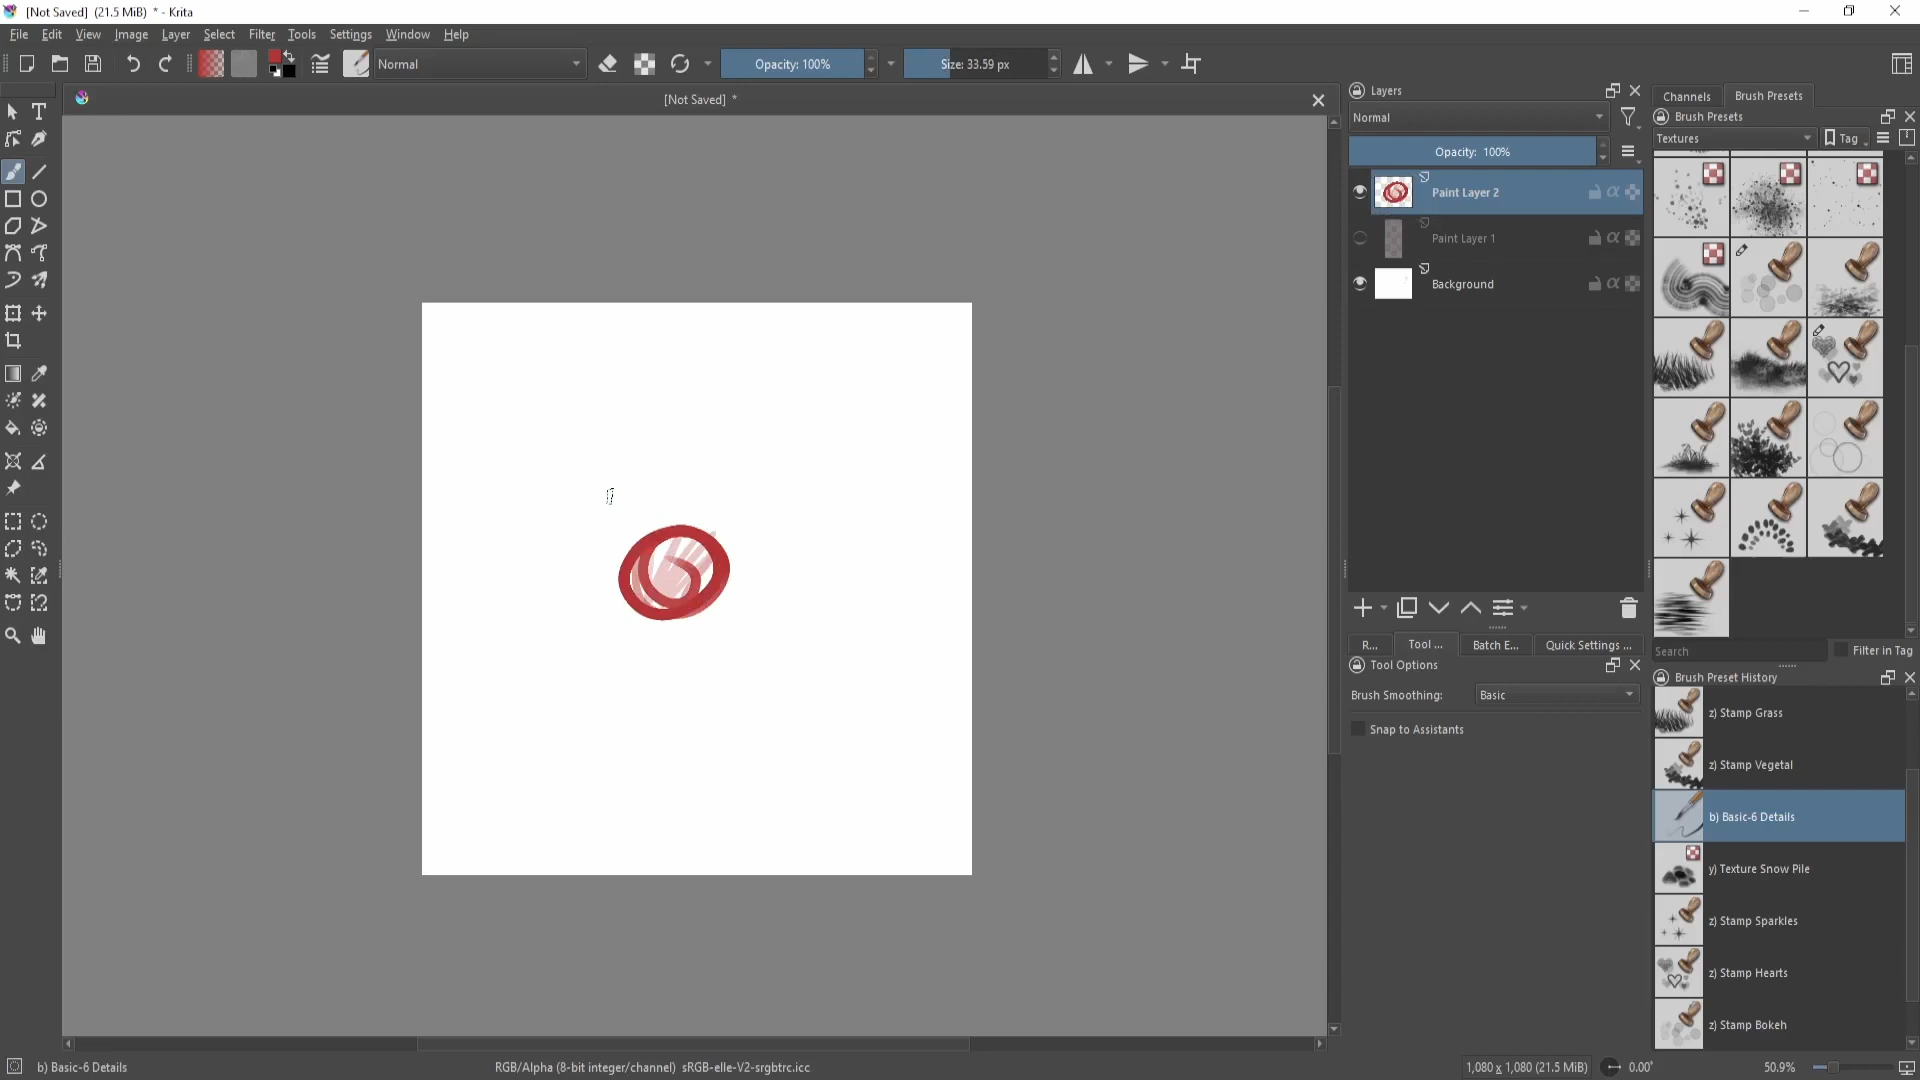 [Not Saved]  (21.5 MiB)  * - Krita
File Edit View Image Layer Select Filter Tools Settings Window Help
Normal
Opacity: 100%
Size: 33.59 px
[Not Saved]  *
Layers
Normal
Opacity:  100%
Paint Layer 2
Paint Layer 1
Background
R...
Tool ...
Batch E...
Quick Settings ...
Tool Options
Brush Smoothing:
Basic
Snap to Assistants
Channels
Brush Presets
Brush Presets
Textures
Tag
Search
Filter in Tag
Brush Preset History
z) Stamp Grass
z) Stamp Vegetal
b) Basic-6 Details
y) Texture Snow Pile
z) Stamp Sparkles
z) Stamp Hearts
z) Stamp Bokeh
b) Basic-6 Details
RGB/Alpha (8-bit integer/channel)  sRGB-elle-V2-srgbtrc.icc
1,080 x 1,080 (21.5 MiB)
0.00°
50.9%